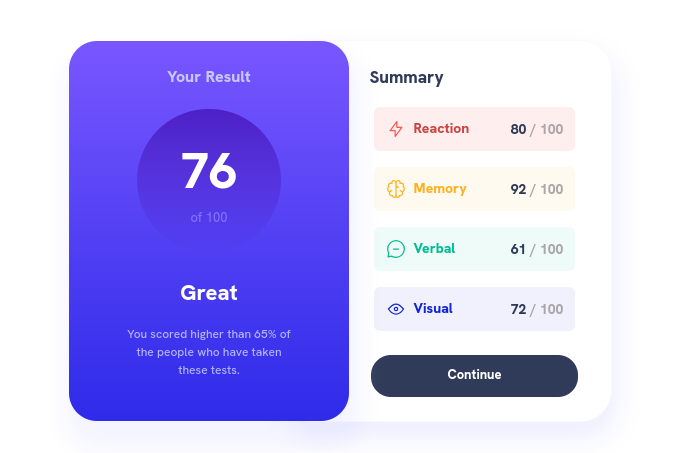 Your Result
76
of 100
Great
You scored higher than 65% of
the people who have taken
these tests.
Summary
Reaction 80 / 100
Memory 92 / 100
Verbal 61 / 100
Visual 72 / 100
Continue